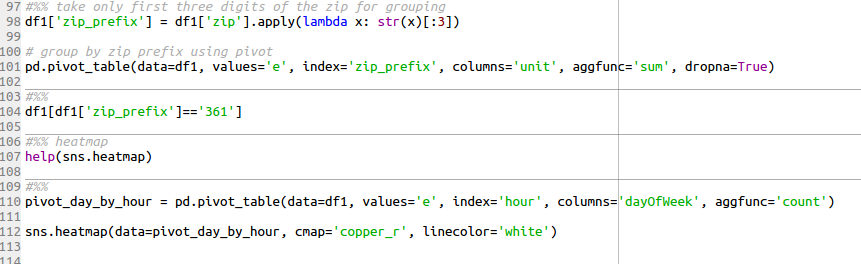 97 #%% take only first three digits of the zip for grouping
98 df1['zip_prefix'] = df1['zip'].apply(lambda x: str(x)[:3])
99
100 # group by zip prefix using pivot
101 pd.pivot_table(data=df1, values='e', index='zip_prefix', columns='unit', aggfunc='sum', dropna=True)
102
103 #%%
104 df1[df1['zip_prefix']=='361']
105
106 #%% heatmap
107 help(sns.heatmap)
108
109 #%%
110 pivot_day_by_hour = pd.pivot_table(data=df1, values='e', index='hour', columns='dayOfWeek', aggfunc='count')
111
112 sns.heatmap(data=pivot_day_by_hour, cmap='copper_r', linecolor='white')
113
114